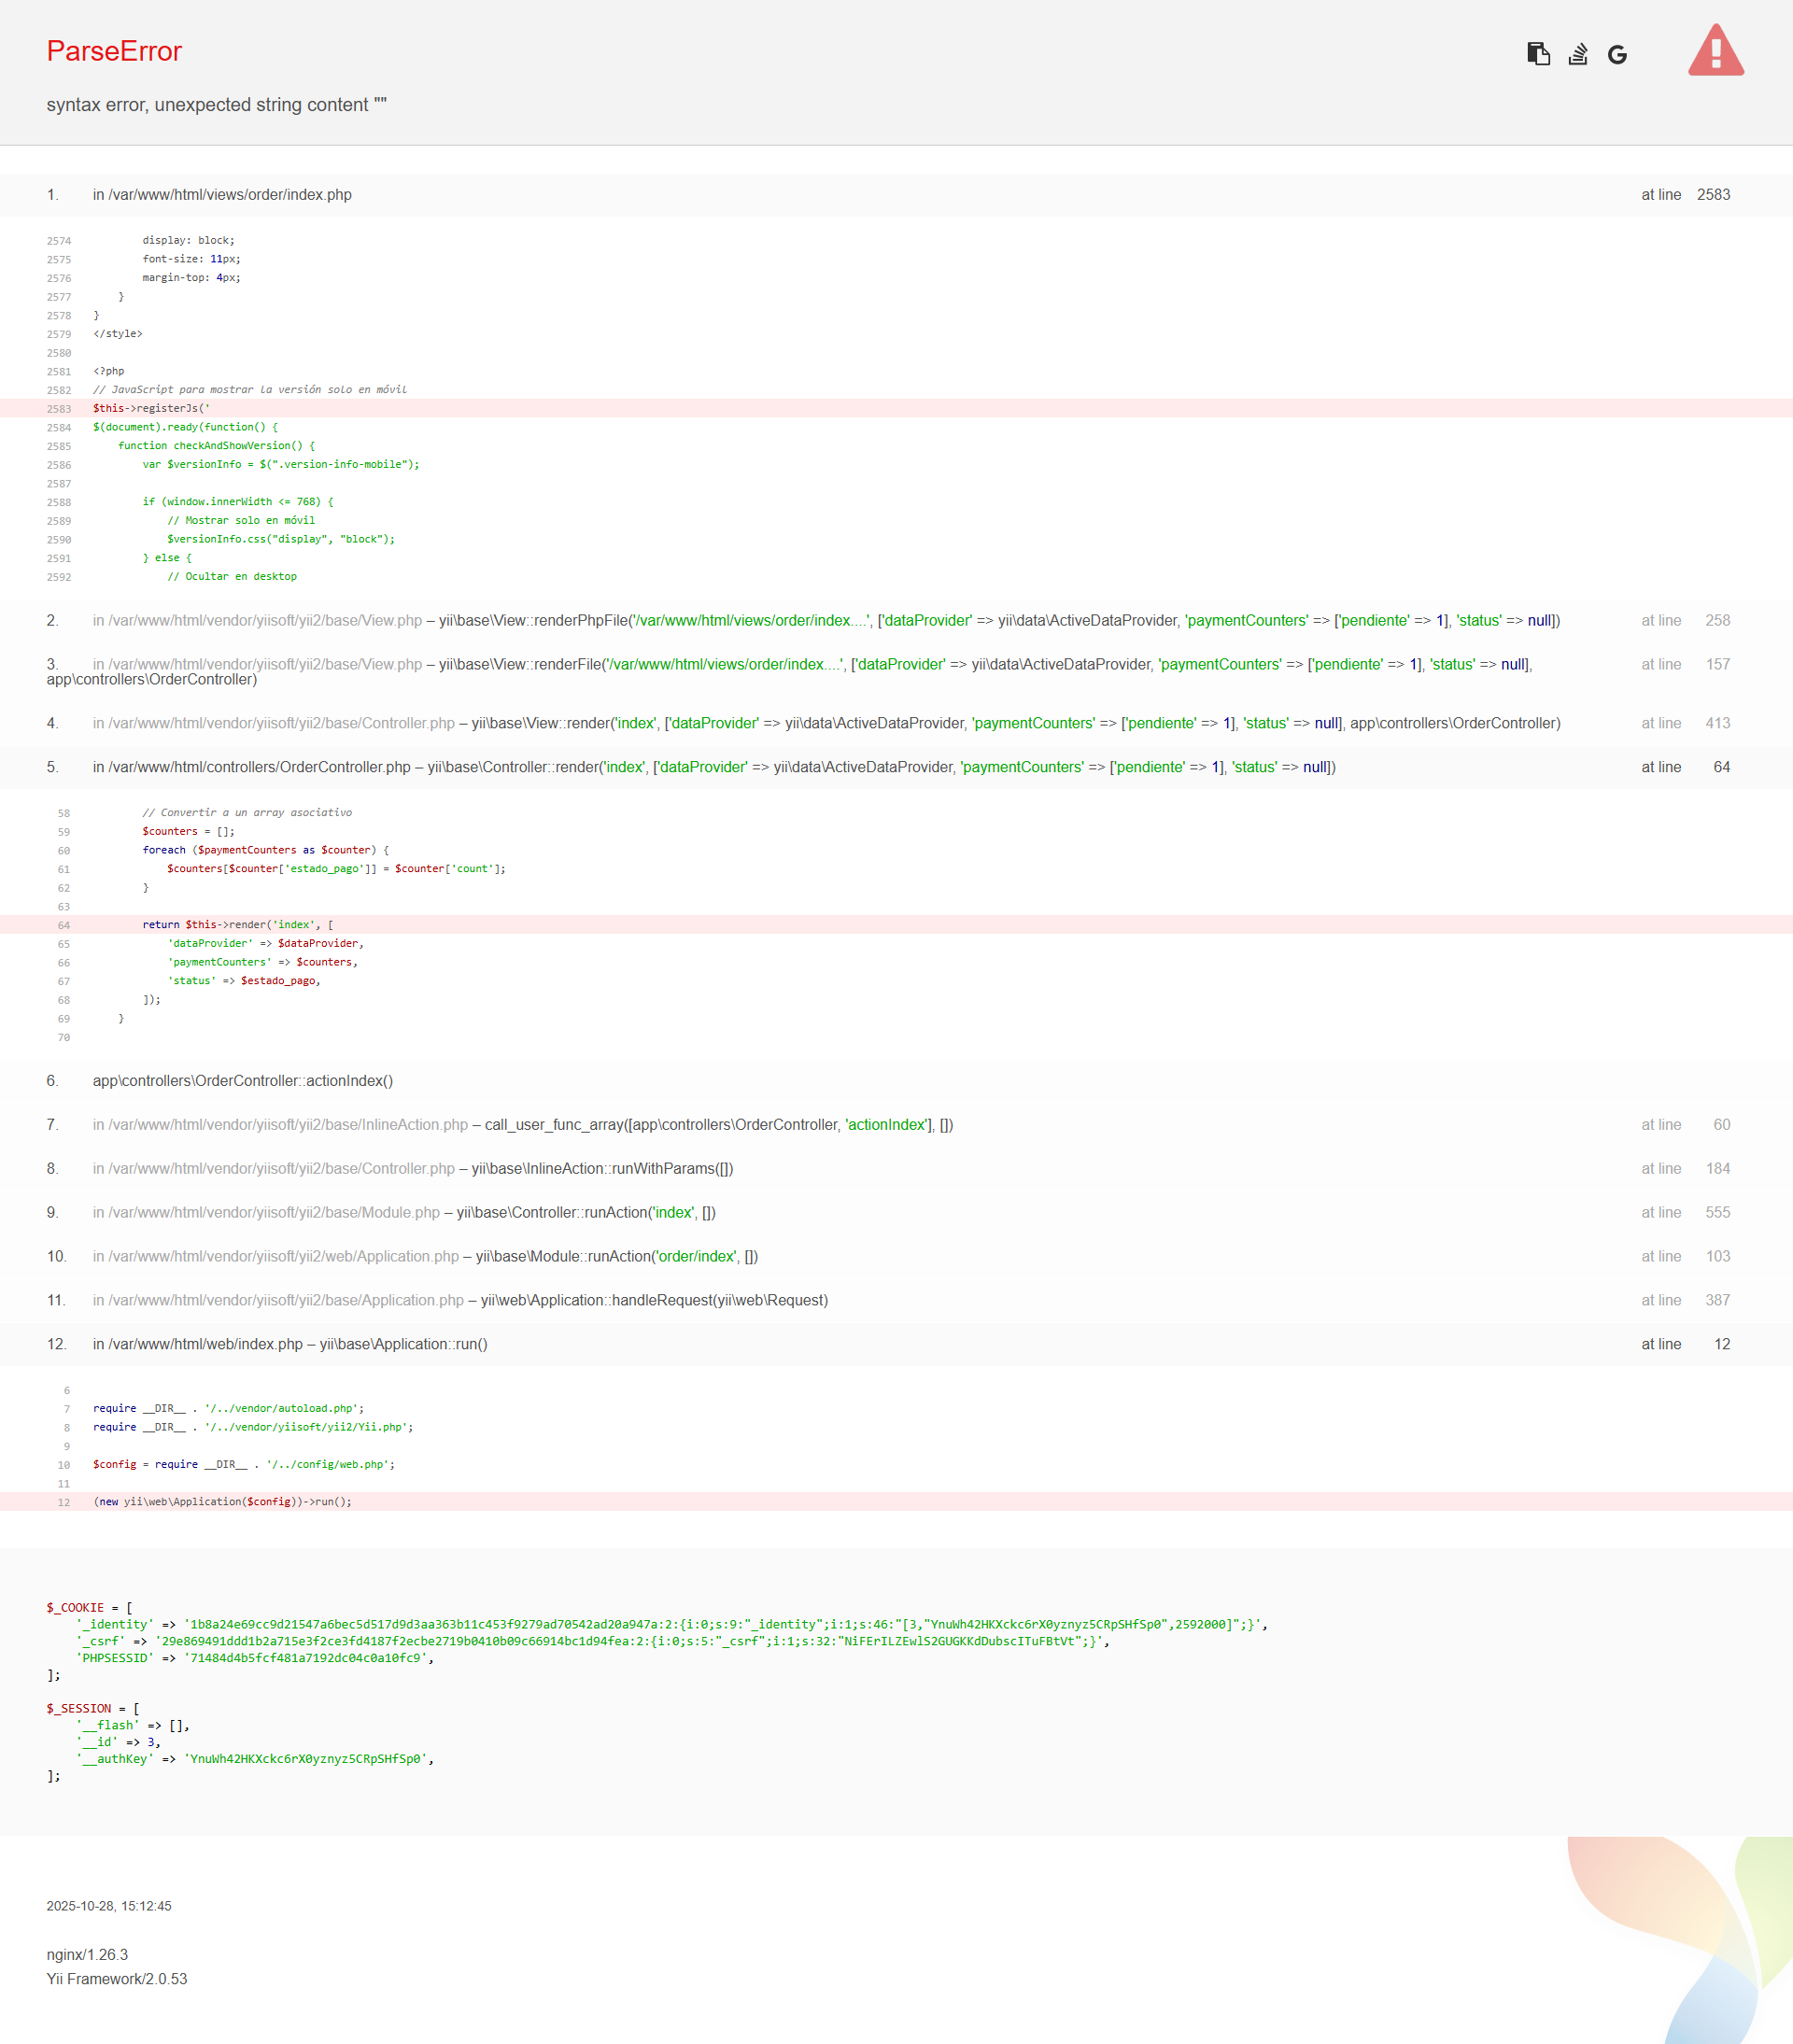 ParseError
syntax error, unexpected string content ""
1. in /var/www/html/views/order/index.php at line 2583
2574 display: block;
2575 font-size: 11px;
2576 margin-top: 4px;
2577 }
2578 }
2579 </style>
2580
2581 <?php
2582 // JavaScript para mostrar la versión solo en móvil
2583 $this->registerJs('
2584 $(document).ready(function() {
2585 function checkAndShowVersion() {
2586 var $versionInfo = $(".version-info-mobile");
2587
2588 if (window.innerWidth <= 768) {
2589 // Mostrar solo en móvil
2590 $versionInfo.css("display", "block");
2591 } else {
2592 // Ocultar en desktop
2. in /var/www/html/vendor/yiisoft/yii2/base/View.php – yii\base\View::renderPhpFile('/var/www/html/views/order/index....', ['dataProvider' => yii\data\ActiveDataProvider, 'paymentCounters' => ['pendiente' => 1], 'status' => null]) at line 258
3. in /var/www/html/vendor/yiisoft/yii2/base/View.php – yii\base\View::renderFile('/var/www/html/views/order/index....', ['dataProvider' => yii\data\ActiveDataProvider, 'paymentCounters' => ['pendiente' => 1], 'status' => null], at line 157
app\controllers\OrderController)
4. in /var/www/html/vendor/yiisoft/yii2/base/Controller.php – yii\base\View::render('index', ['dataProvider' => yii\data\ActiveDataProvider, 'paymentCounters' => ['pendiente' => 1], 'status' => null], app\controllers\OrderController) at line 413
5. in /var/www/html/controllers/OrderController.php – yii\base\Controller::render('index', ['dataProvider' => yii\data\ActiveDataProvider, 'paymentCounters' => ['pendiente' => 1], 'status' => null]) at line 64
58 // Convertir a un array asociativo
59 $counters = [];
60 foreach ($paymentCounters as $counter) {
61 $counters[$counter['estado_pago']] = $counter['count'];
62 }
63
64 return $this->render('index', [
65 'dataProvider' => $dataProvider,
66 'paymentCounters' => $counters,
67 'status' => $estado_pago,
68 ]);
69 }
70
6. app\controllers\OrderController::actionIndex()
7. in /var/www/html/vendor/yiisoft/yii2/base/InlineAction.php – call_user_func_array([app\controllers\OrderController, 'actionIndex'], []) at line 60
8. in /var/www/html/vendor/yiisoft/yii2/base/Controller.php – yii\base\InlineAction::runWithParams([]) at line 184
9. in /var/www/html/vendor/yiisoft/yii2/base/Module.php – yii\base\Controller::runAction('index', []) at line 555
10. in /var/www/html/vendor/yiisoft/yii2/web/Application.php – yii\base\Module::runAction('order/index', []) at line 103
11. in /var/www/html/vendor/yiisoft/yii2/base/Application.php – yii\web\Application::handleRequest(yii\web\Request) at line 387
12. in /var/www/html/web/index.php – yii\base\Application::run() at line 12
6
7 require __DIR__ . '/../vendor/autoload.php';
8 require __DIR__ . '/../vendor/yiisoft/yii2/Yii.php';
9
10 $config = require __DIR__ . '/../config/web.php';
11
12 (new yii\web\Application($config))->run();
$_COOKIE = [
'_identity' => '1b8a24e69cc9d21547a6bec5d517d9d3aa363b11c453f9279ad70542ad20a947a:2:{i:0;s:9:"_identity";i:1;s:46:"[3,"YnuWh42HKXckc6rX0yznyz5CRpSHfSp0",2592000]";}',
'_csrf' => '29e869491ddd1b2a715e3f2ce3fd4187f2ecbe2719b0410b09c66914bc1d94fea:2:{i:0;s:5:"_csrf";i:1;s:32:"NiFErILZEwlS2GUGKKdDubscITuFBtVt";}',
'PHPSESSID' => '71484d4b5fcf481a7192dc04c0a10fc9',
];
$_SESSION = [
'__flash' => [],
'__id' => 3,
'__authKey' => 'YnuWh42HKXckc6rX0yznyz5CRpSHfSp0',
];
2025-10-28, 15:12:45
nginx/1.26.3
Yii Framework/2.0.53